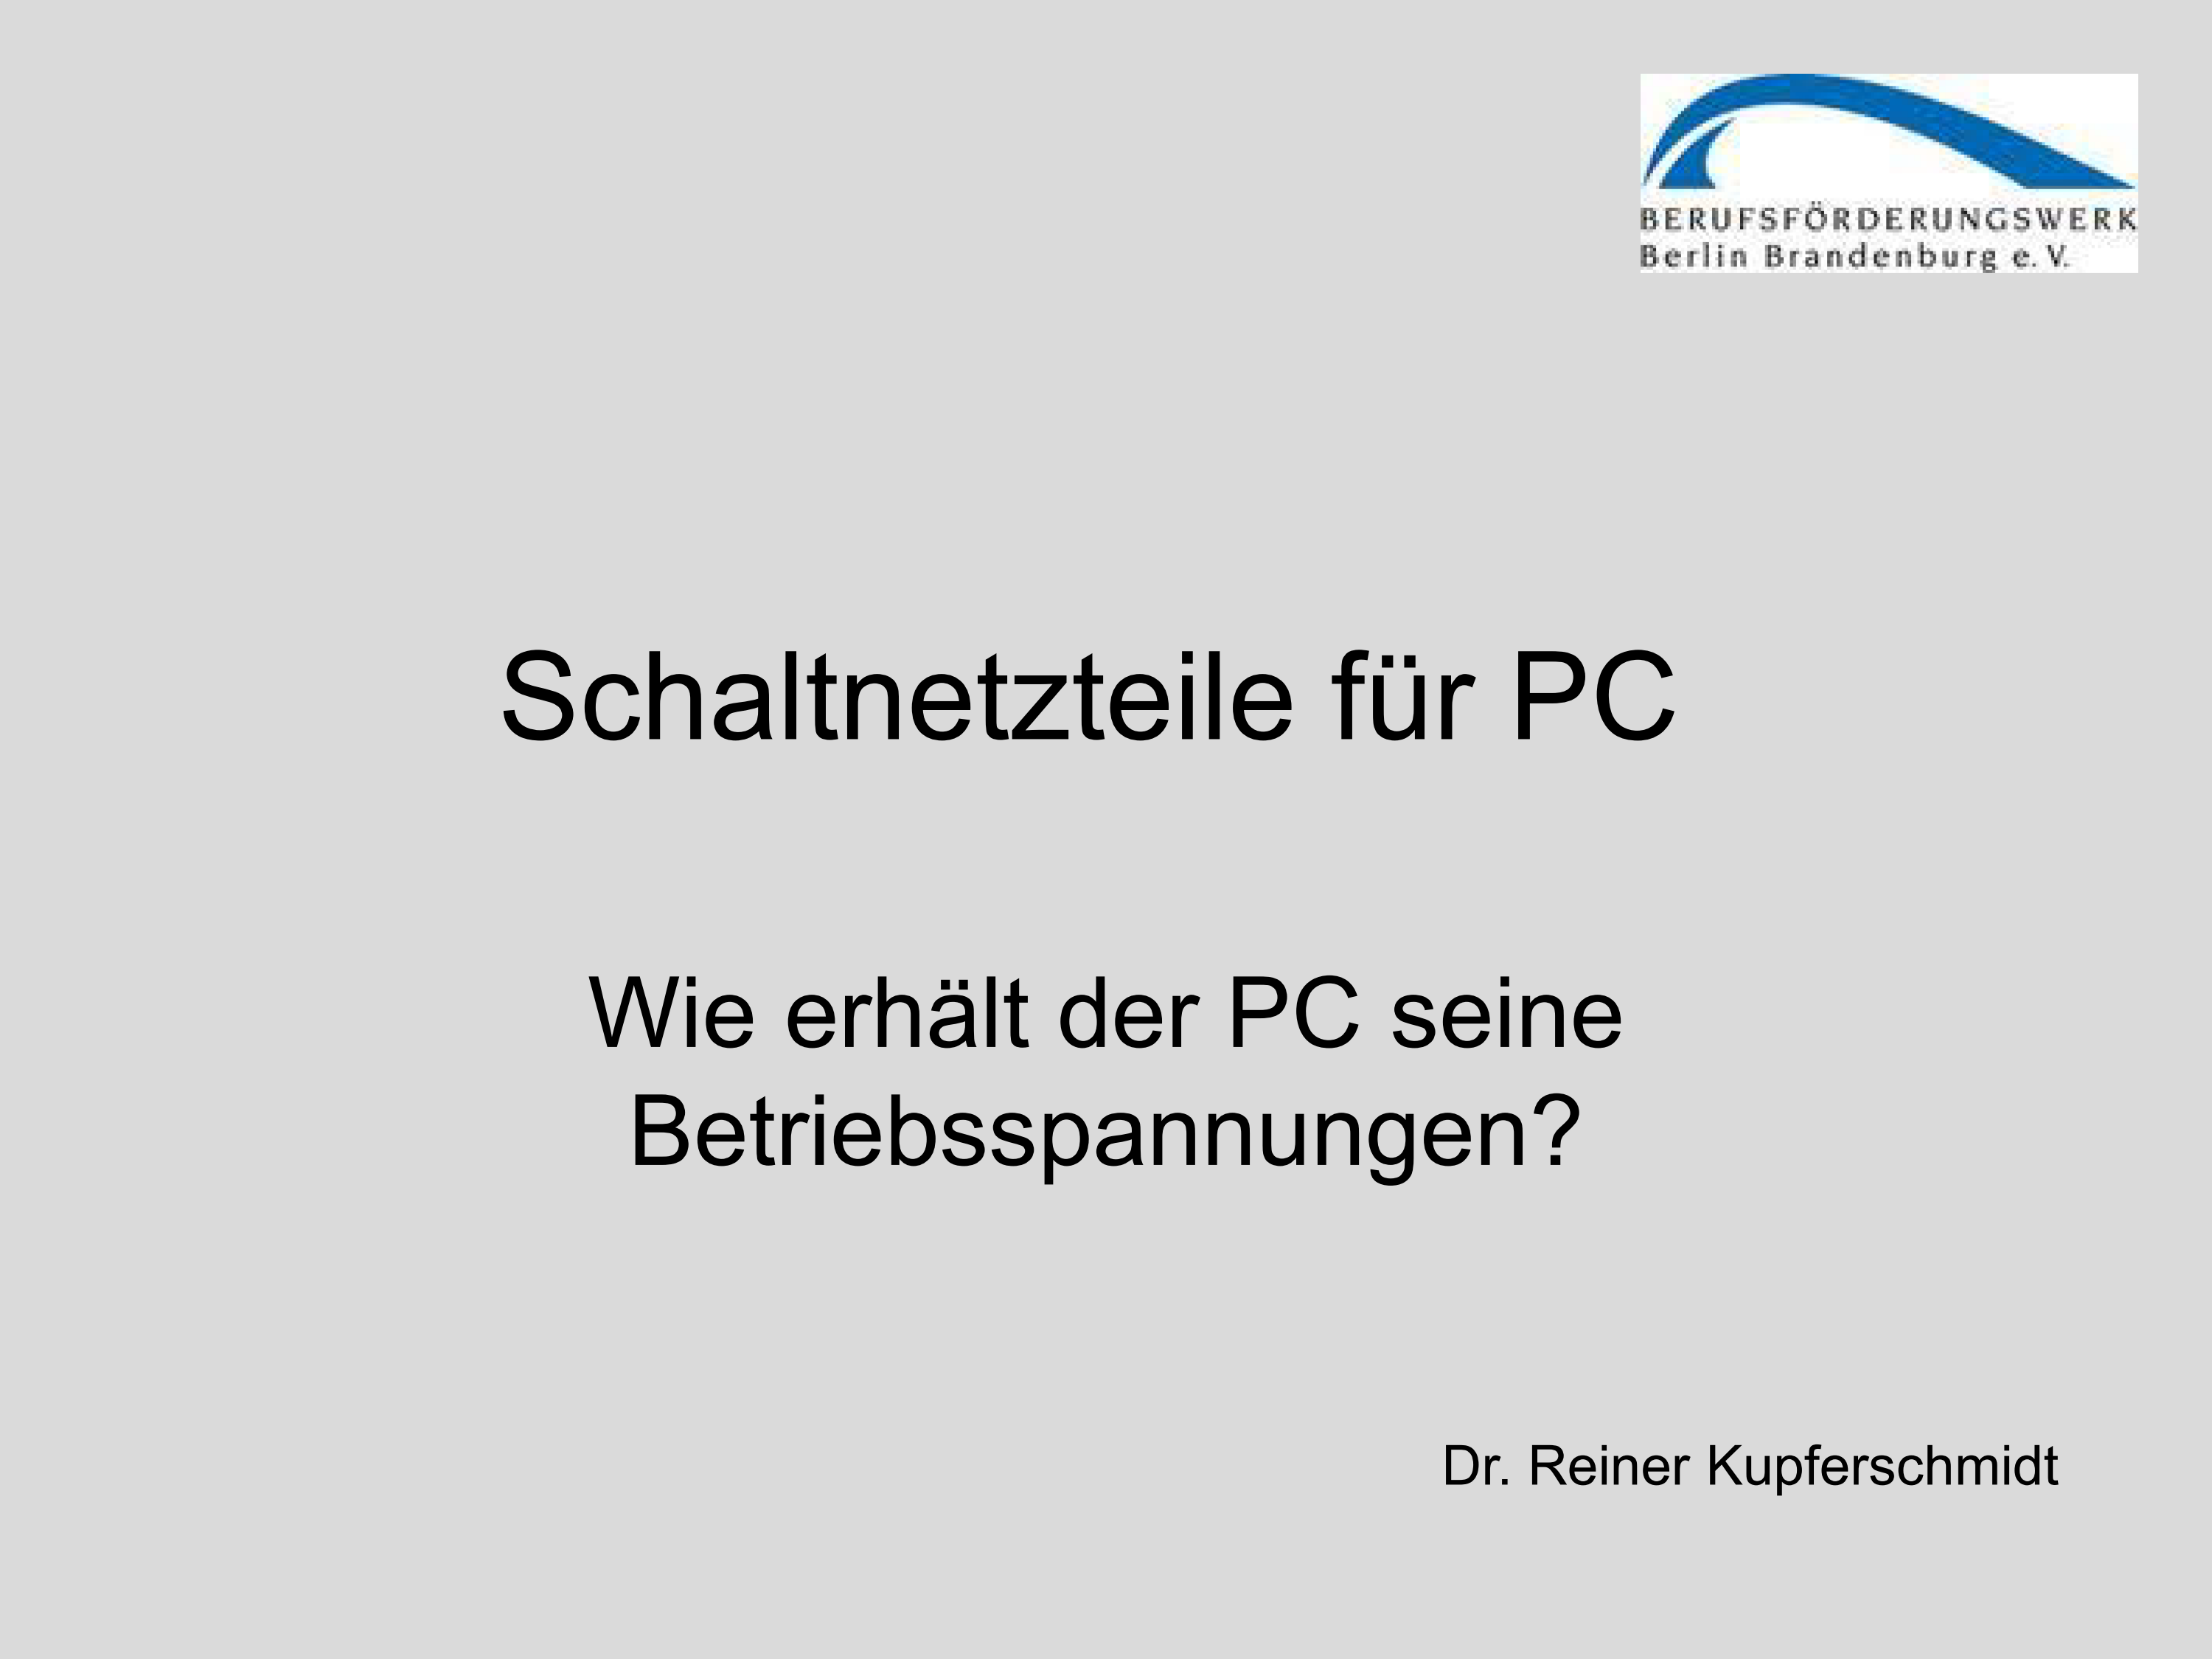 BERUFSFÖRDERUNGSWERK
Berlin Brandenburg e. V.
Schaltnetzteile für PC
Wie erhält der PC seine
Betriebsspannungen?
Dr. Reiner Kupferschmidt